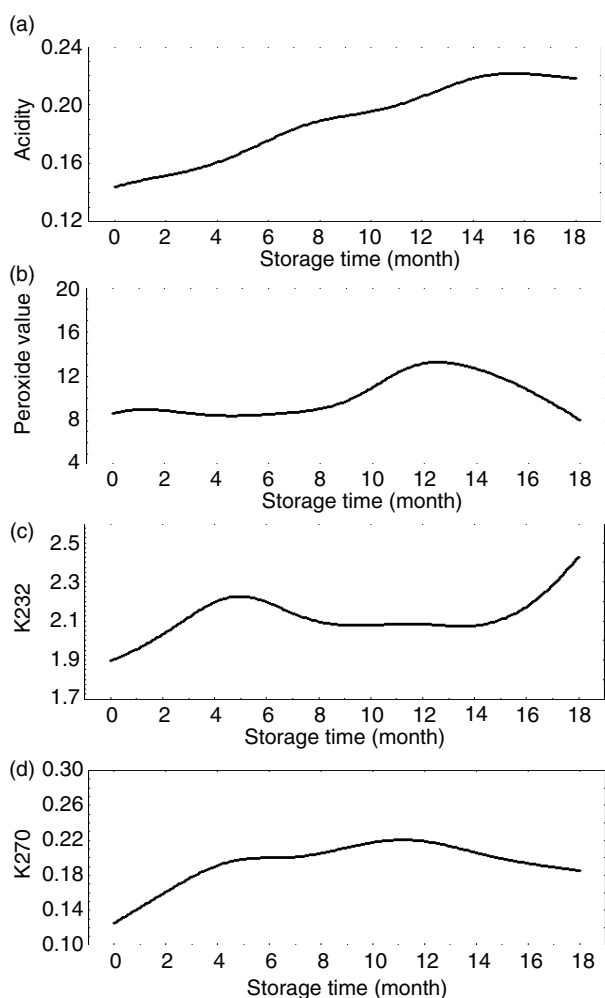 (a)
0.24
0.20
0.16
0.12
Acidity
0 2 4 6 8 10 12 14 16 18
Storage time (month)
(b)
20
16
12
8
4
Peroxide value
0 2 4 6 8 10 12 14 16 18
Storage time (month)
(c)
2.5
2.3
2.1
1.9
1.7
K232
0 2 4 6 8 10 12 14 16 18
Storage time (month)
(d)
0.30
0.26
0.22
0.18
0.14
0.10
K270
0 2 4 6 8 10 12 14 16 18
Storage time (month)